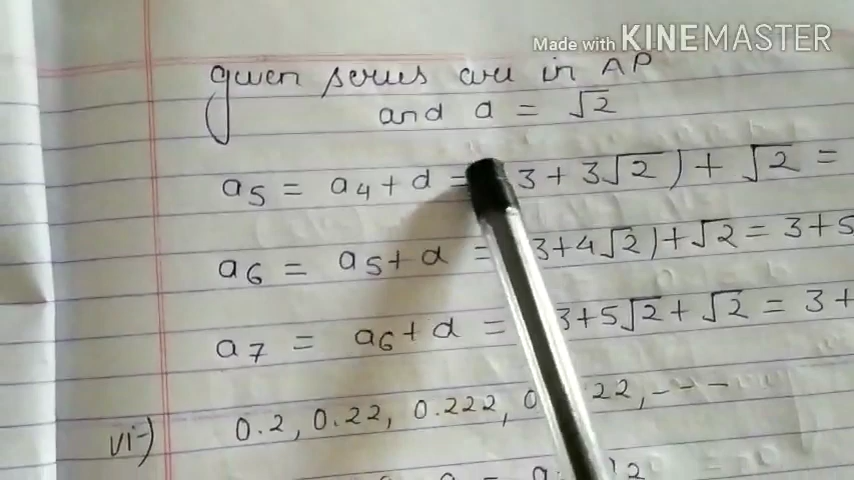 Made with KINEMASTER
given series are in AP
and a = √2
a5 = a4 + d = 3 + 3√2) + √2 =
a6 = a5 + d = 3 + 4√2) + √2 = 3 + 5
a7 = a6 + d = 3 + 5√2 + √2 = 3 +
vi-) 0.2, 0.22, 0.222, 0 22, ---